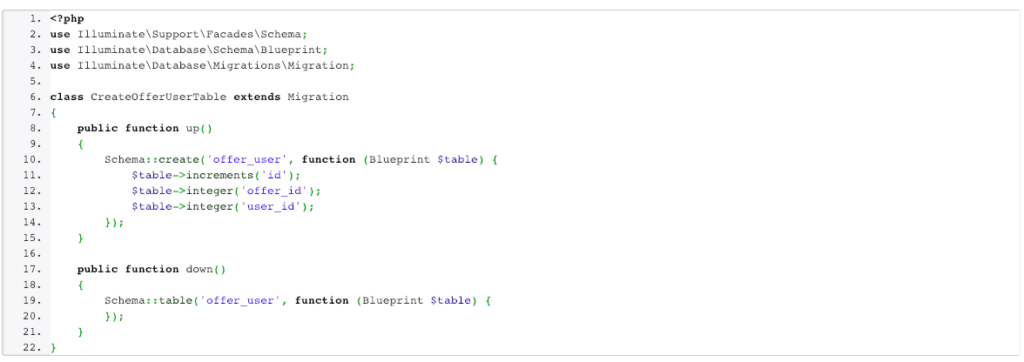 1. <?php
2. use Illuminate\Support\Facades\Schema;
3. use Illuminate\Database\Schema\Blueprint;
4. use Illuminate\Database\Migrations\Migration;
5.
6. class CreateOfferUserTable extends Migration
7. {
8.     public function up()
9.     {
10.         Schema::create('offer_user', function (Blueprint $table) {
11.             $table->increments('id');
12.             $table->integer('offer_id');
13.             $table->integer('user_id');
14.         });
15.     }
16.
17.     public function down()
18.     {
19.         Schema::table('offer_user', function (Blueprint $table) {
20.         });
21.     }
22. }